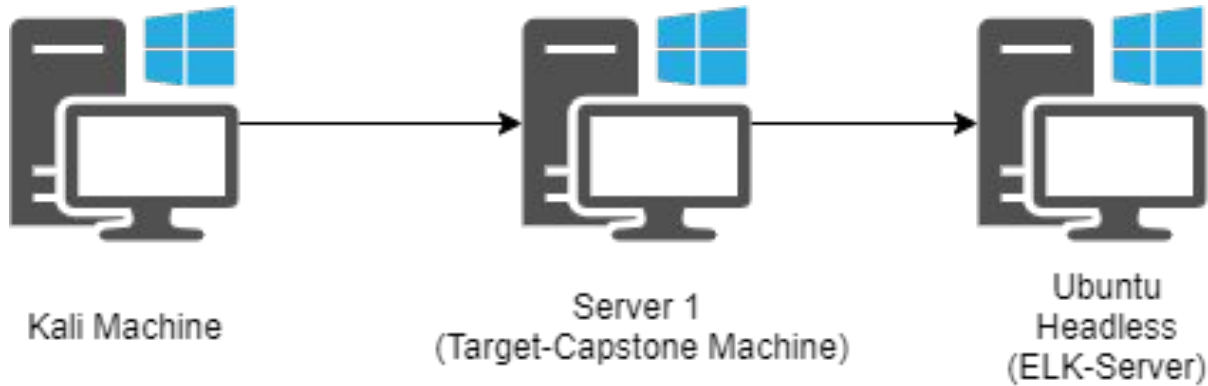 Kali Machine
Server 1
(Target-Capstone Machine)
Ubuntu
Headless
(ELK-Server)